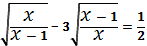 √(x/(x − 1)) − 3√((x − 1)/x) = 1/2